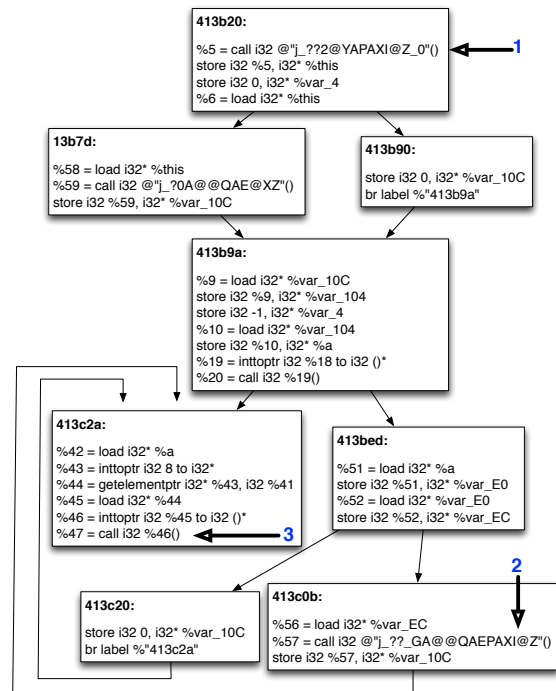 413b20:
%5 = call i32 @"j_??2@YAPAXI@Z_0"()
store i32 %5, i32* %this
store i32 0, i32* %var_4
%6 = load i32* %this
1
13b7d:
%58 = load i32* %this
%59 = call i32 @"j_?0A@@QAE@XZ"()
store i32 %59, i32* %var_10C
413b90:
store i32 0, i32* %var_10C
br label %"413b9a"
413b9a:
%9 = load i32* %var_10C
store i32 %9, i32* %var_104
store i32 -1, i32* %var_4
%10 = load i32* %var_104
store i32 %10, i32* %a
%19 = inttoptr i32 %18 to i32 ()*
%20 = call i32 %19()
413c2a:
%42 = load i32* %a
%43 = inttoptr i32 8 to i32*
%44 = getelementptr i32* %43, i32 %41
%45 = load i32* %44
%46 = inttoptr i32 %45 to i32 ()*
%47 = call i32 %46()
3
413bed:
%51 = load i32* %a
store i32 %51, i32* %var_E0
%52 = load i32* %var_E0
store i32 %52, i32* %var_EC
2
413c20:
store i32 0, i32* %var_10C
br label %"413c2a"
413c0b:
%56 = load i32* %var_EC
%57 = call i32 @"j_??_GA@@QAEPAXI@Z"()
store i32 %57, i32* %var_10C